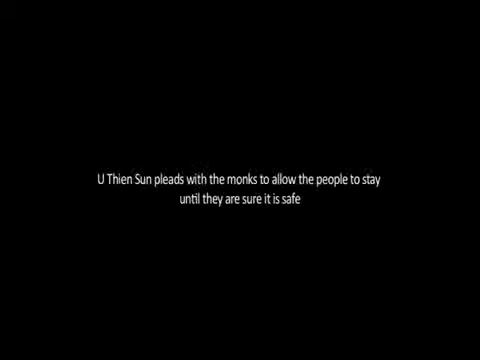 U Thien Sun pleads with the monks to allow the people to stay
until they are sure it is safe